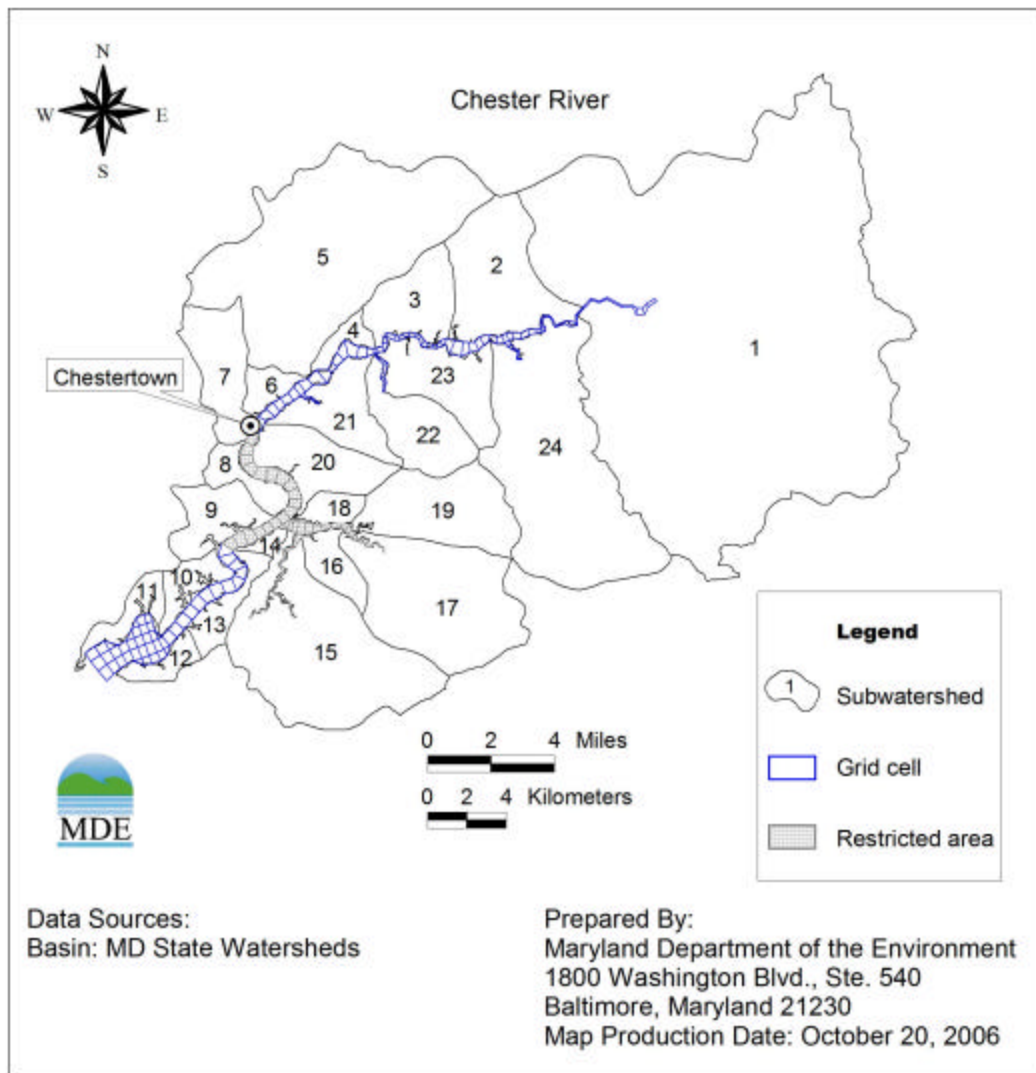 N
W E
S
Chester River
5
2
3
4
1
7
6
23
Chestertown
21
22
24
8
20
9
18
19
14
16
10
11
17
13
15
12
Legend
1 Subwatershed
Grid cell
Restricted area
0 2 4 Miles
0 2 4 Kilometers
MDE
Data Sources:
Basin: MD State Watersheds
Prepared By:
Maryland Department of the Environment
1800 Washington Blvd., Ste. 540
Baltimore, Maryland 21230
Map Production Date: October 20, 2006